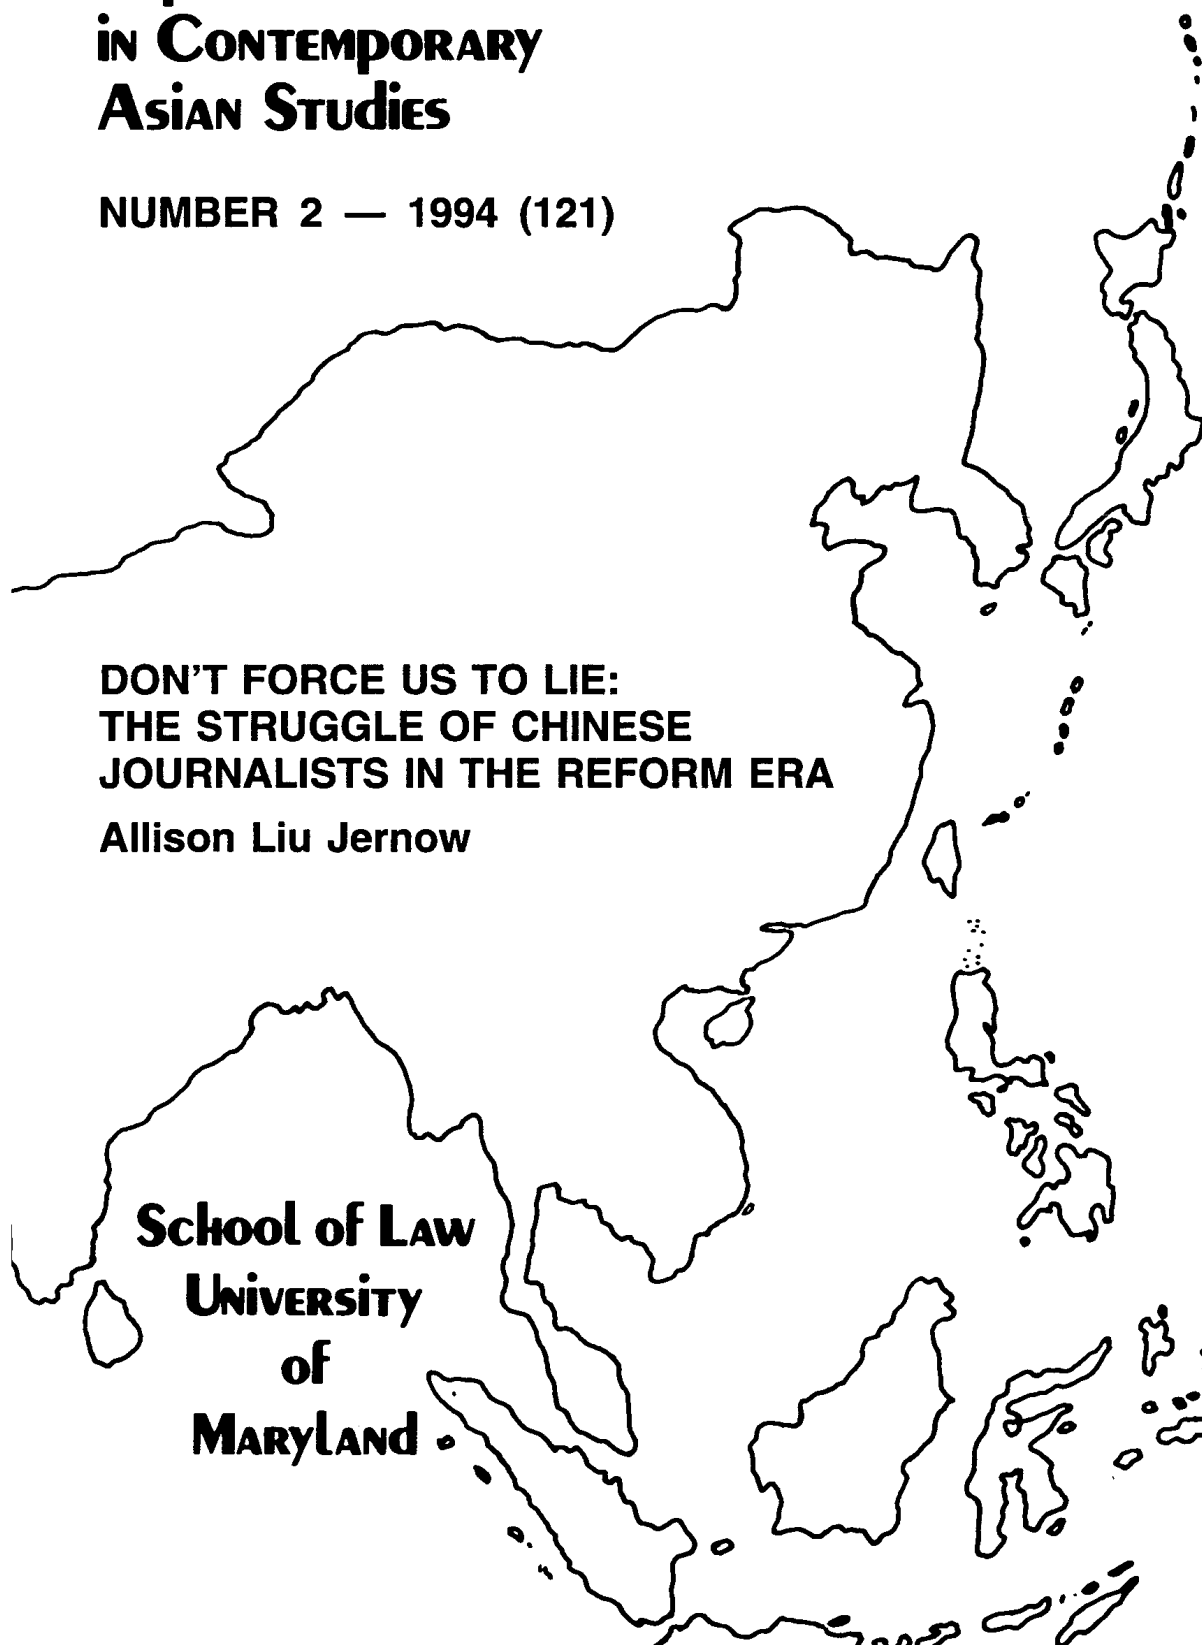 in Contemporary
Asian Studies
NUMBER 2 — 1994 (121)
DON'T FORCE US TO LIE:
THE STRUGGLE OF CHINESE
JOURNALISTS IN THE REFORM ERA
Allison Liu Jernow
School of Law
University
of
Maryland